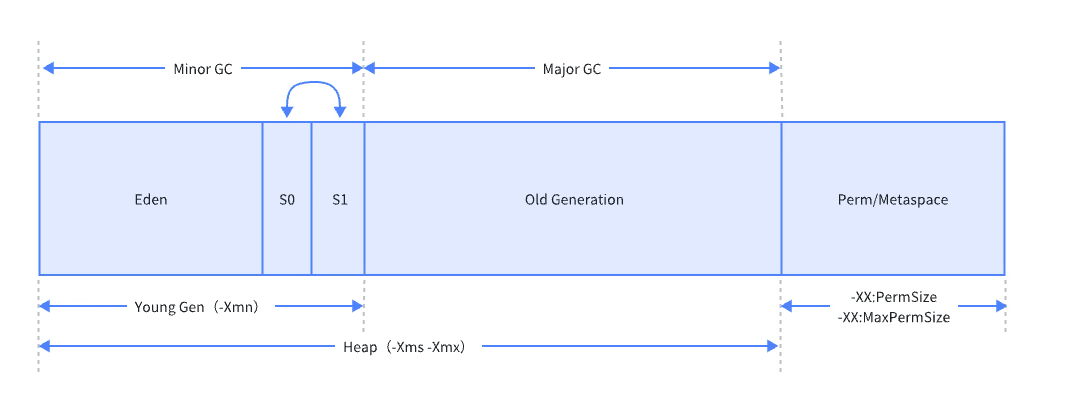 Minor GC
Major GC
Eden
S0
S1
Old Generation
Perm/Metaspace
Young Gen（-Xmn）
-XX:PermSize
-XX:MaxPermSize
Heap（-Xms -Xmx）